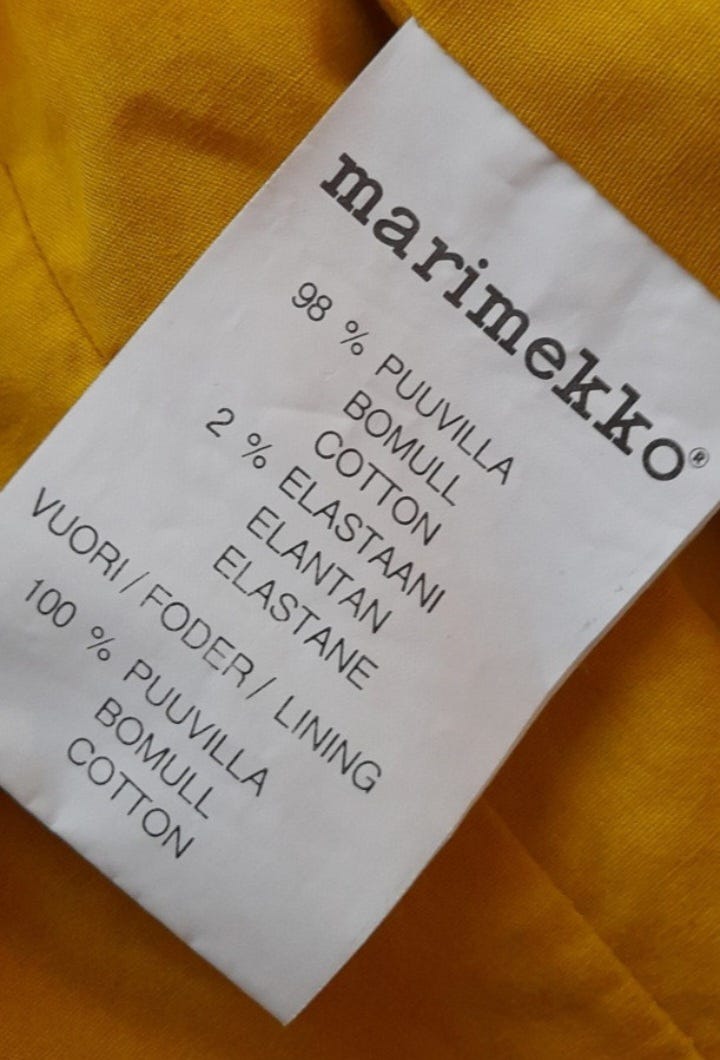 marimekko®
98 % PUUVILLA
BOMULL
COTTON
2 % ELASTAANI
ELANTAN
ELASTANE
VUORI / FODER / LINING
100 % PUUVILLA
BOMULL
COTTON